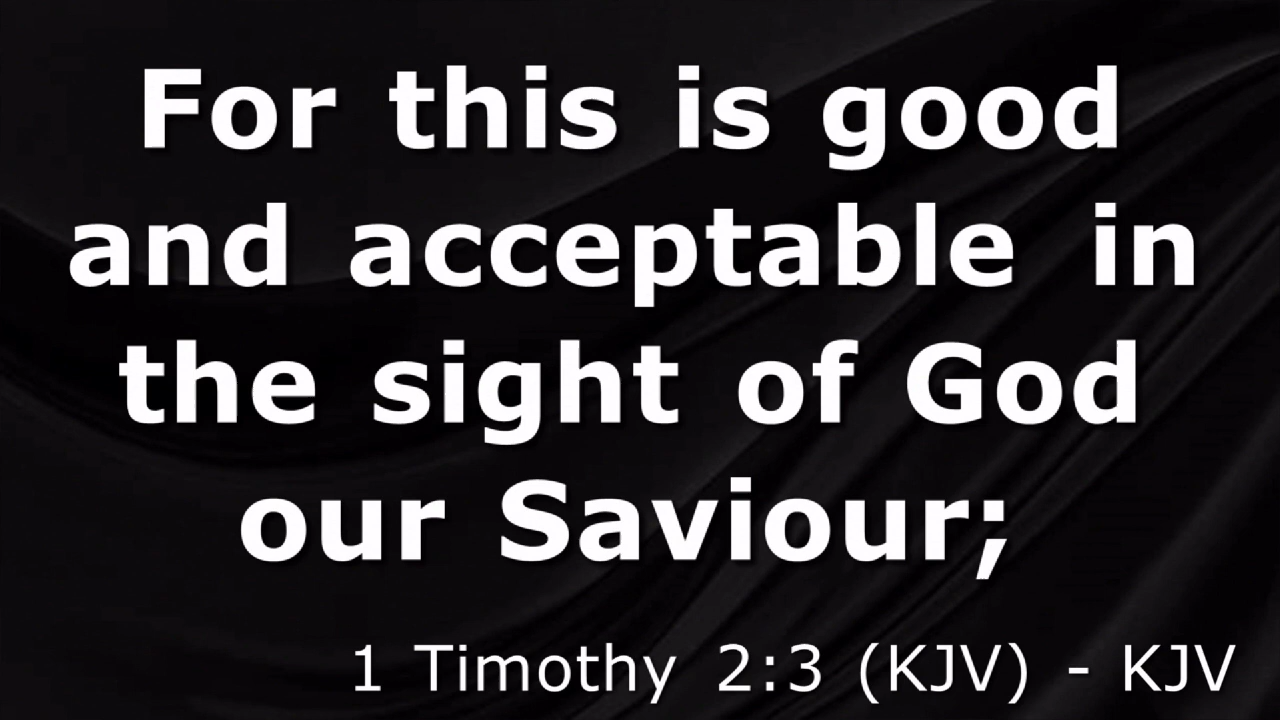 For this is good
and acceptable in
the sight of God
our Saviour;
1 Timothy 2:3 (KJV) - KJV